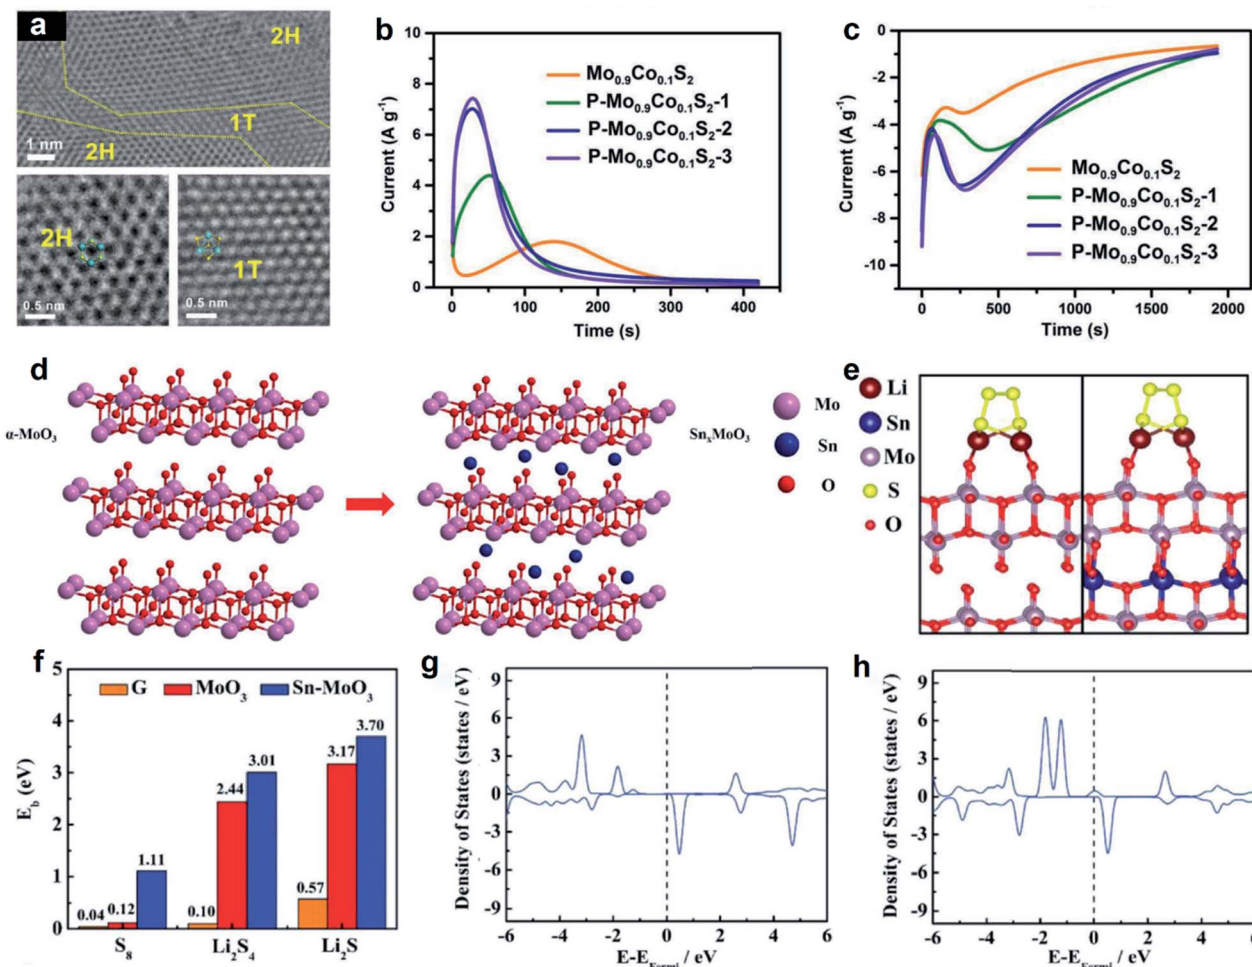 a
2H
1T
2H
1 nm
2H
0.5 nm
1T
0.5 nm
b
Current (A g⁻¹)
10
8
6
4
2
0
Mo₀.₉Co₀.₁S₂
P-Mo₀.₉Co₀.₁S₂-1
P-Mo₀.₉Co₀.₁S₂-2
P-Mo₀.₉Co₀.₁S₂-3
0 100 200 300 400
Time (s)
c
Current (A g⁻¹)
0
-2
-4
-6
-8
-10
Mo₀.₉Co₀.₁S₂
P-Mo₀.₉Co₀.₁S₂-1
P-Mo₀.₉Co₀.₁S₂-2
P-Mo₀.₉Co₀.₁S₂-3
0 500 1000 1500 2000
Time (s)
d
α-MoO₃
SnₓMoO₃
Mo
Sn
O
e
Li
Sn
Mo
S
O
f
E_b (eV)
5
4
3
2
1
0
G MoO₃ Sn-MoO₃
0.04 0.12 1.11
0.10 2.44 3.01
0.57 3.17 3.70
S₈ Li₂S₄ Li₂S
g
Density of States (states / eV)
9
6
3
0
-3
-6
-9
-6 -4 -2 0 2 4 6
E-E_Fermi / eV
h
Density of States (states / eV)
9
6
3
0
-3
-6
-9
-6 -4 -2 0 2 4 6
E-E_Fermi / eV